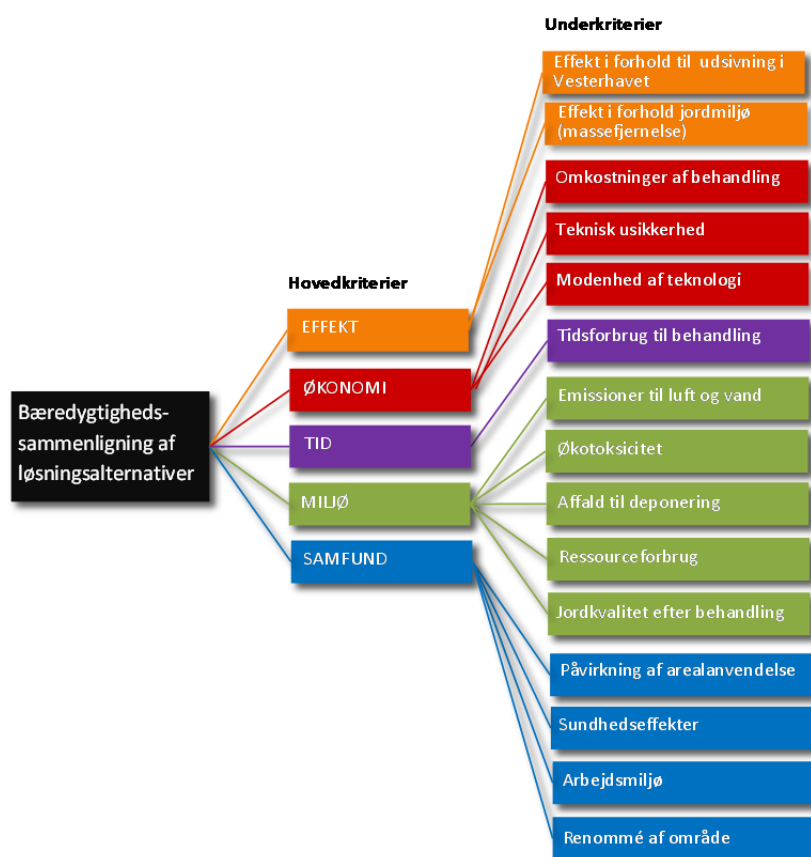 Underkriterier
Effekt i forhold til udsivning i
Vesterhavet
Effekt i forhold jordmiljø
(massefjernelse)
Omkostninger af behandling
Teknisk usikkerhed
Modenhed af teknologi
Hovedkriterier
EFFEKT
Tidsforbrug til behandling
ØKONOMI
Bæredygtigheds-
sammenligning af
løsningsalternativer
Emissioner til luft og vand
TID
Økotoksicitet
MILJØ
Affald til deponering
SAMFUND
Ressourceforbrug
Jordkvalitet efter behandling
Påvirkning af arealanvendelse
Sundhedseffekter
Arbejdsmiljø
Renommé af område